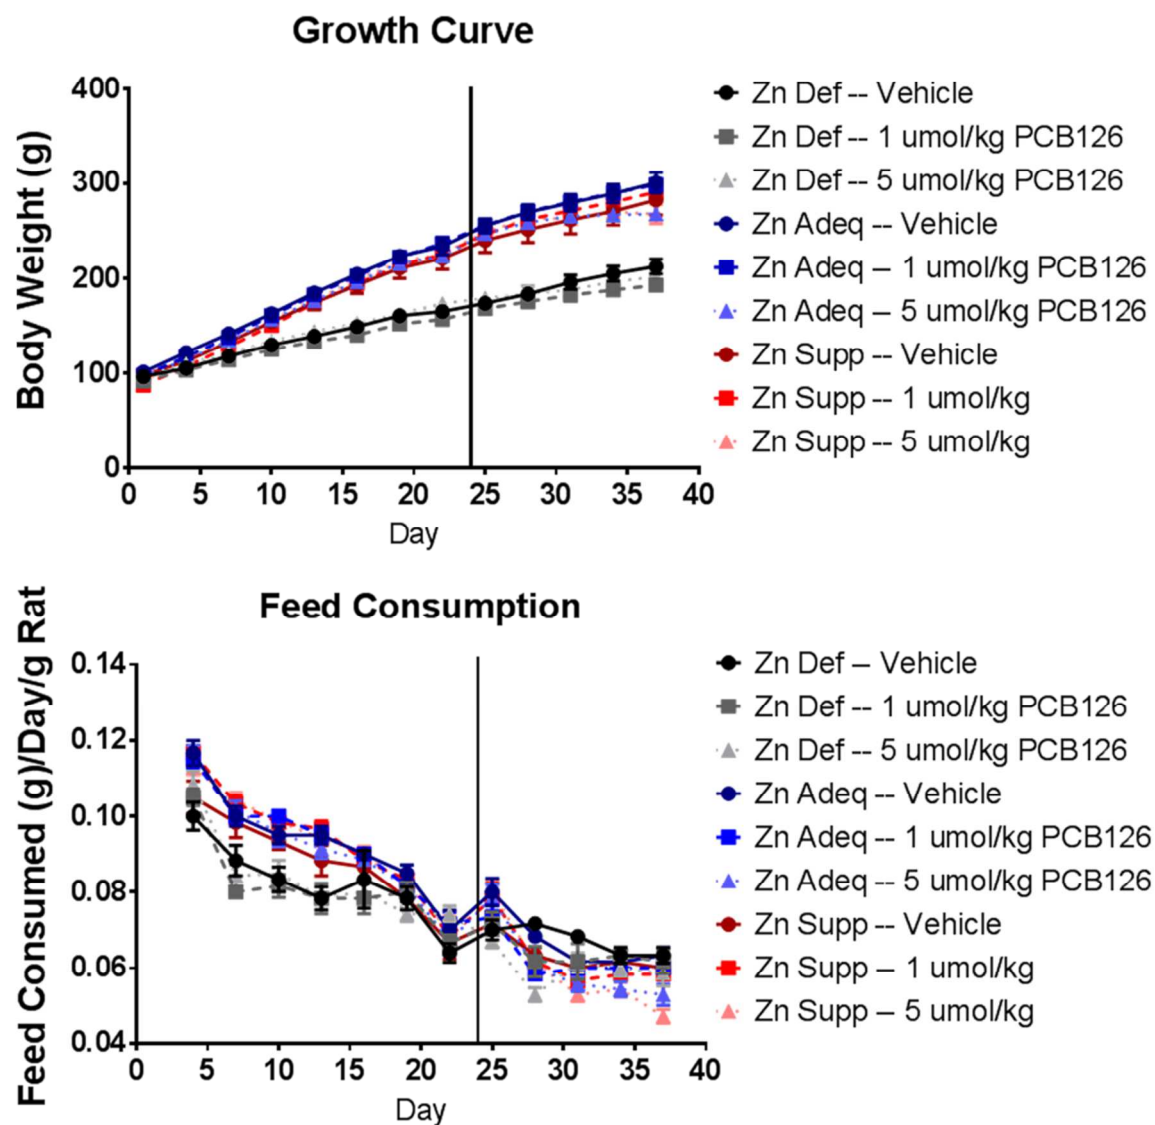 Growth Curve
Body Weight (g)
400
300
200
100
0
0 5 10 15 20 25 30 35 40
Day
Zn Def -- Vehicle
Zn Def -- 1 umol/kg PCB126
Zn Def -- 5 umol/kg PCB126
Zn Adeq -- Vehicle
Zn Adeq – 1 umol/kg PCB126
Zn Adeq -- 5 umol/kg PCB126
Zn Supp -- Vehicle
Zn Supp -- 1 umol/kg
Zn Supp -- 5 umol/kg
Feed Consumption
Feed Consumed (g)/Day/g Rat
0.14
0.12
0.10
0.08
0.06
0.04
0 5 10 15 20 25 30 35 40
Day
Zn Def – Vehicle
Zn Def -- 1 umol/kg PCB126
Zn Def -- 5 umol/kg PCB126
Zn Adeq -- Vehicle
Zn Adeq -- 1 umol/kg PCB126
Zn Adeq -- 5 umol/kg PCB126
Zn Supp -- Vehicle
Zn Supp -- 1 umol/kg
Zn Supp – 5 umol/kg